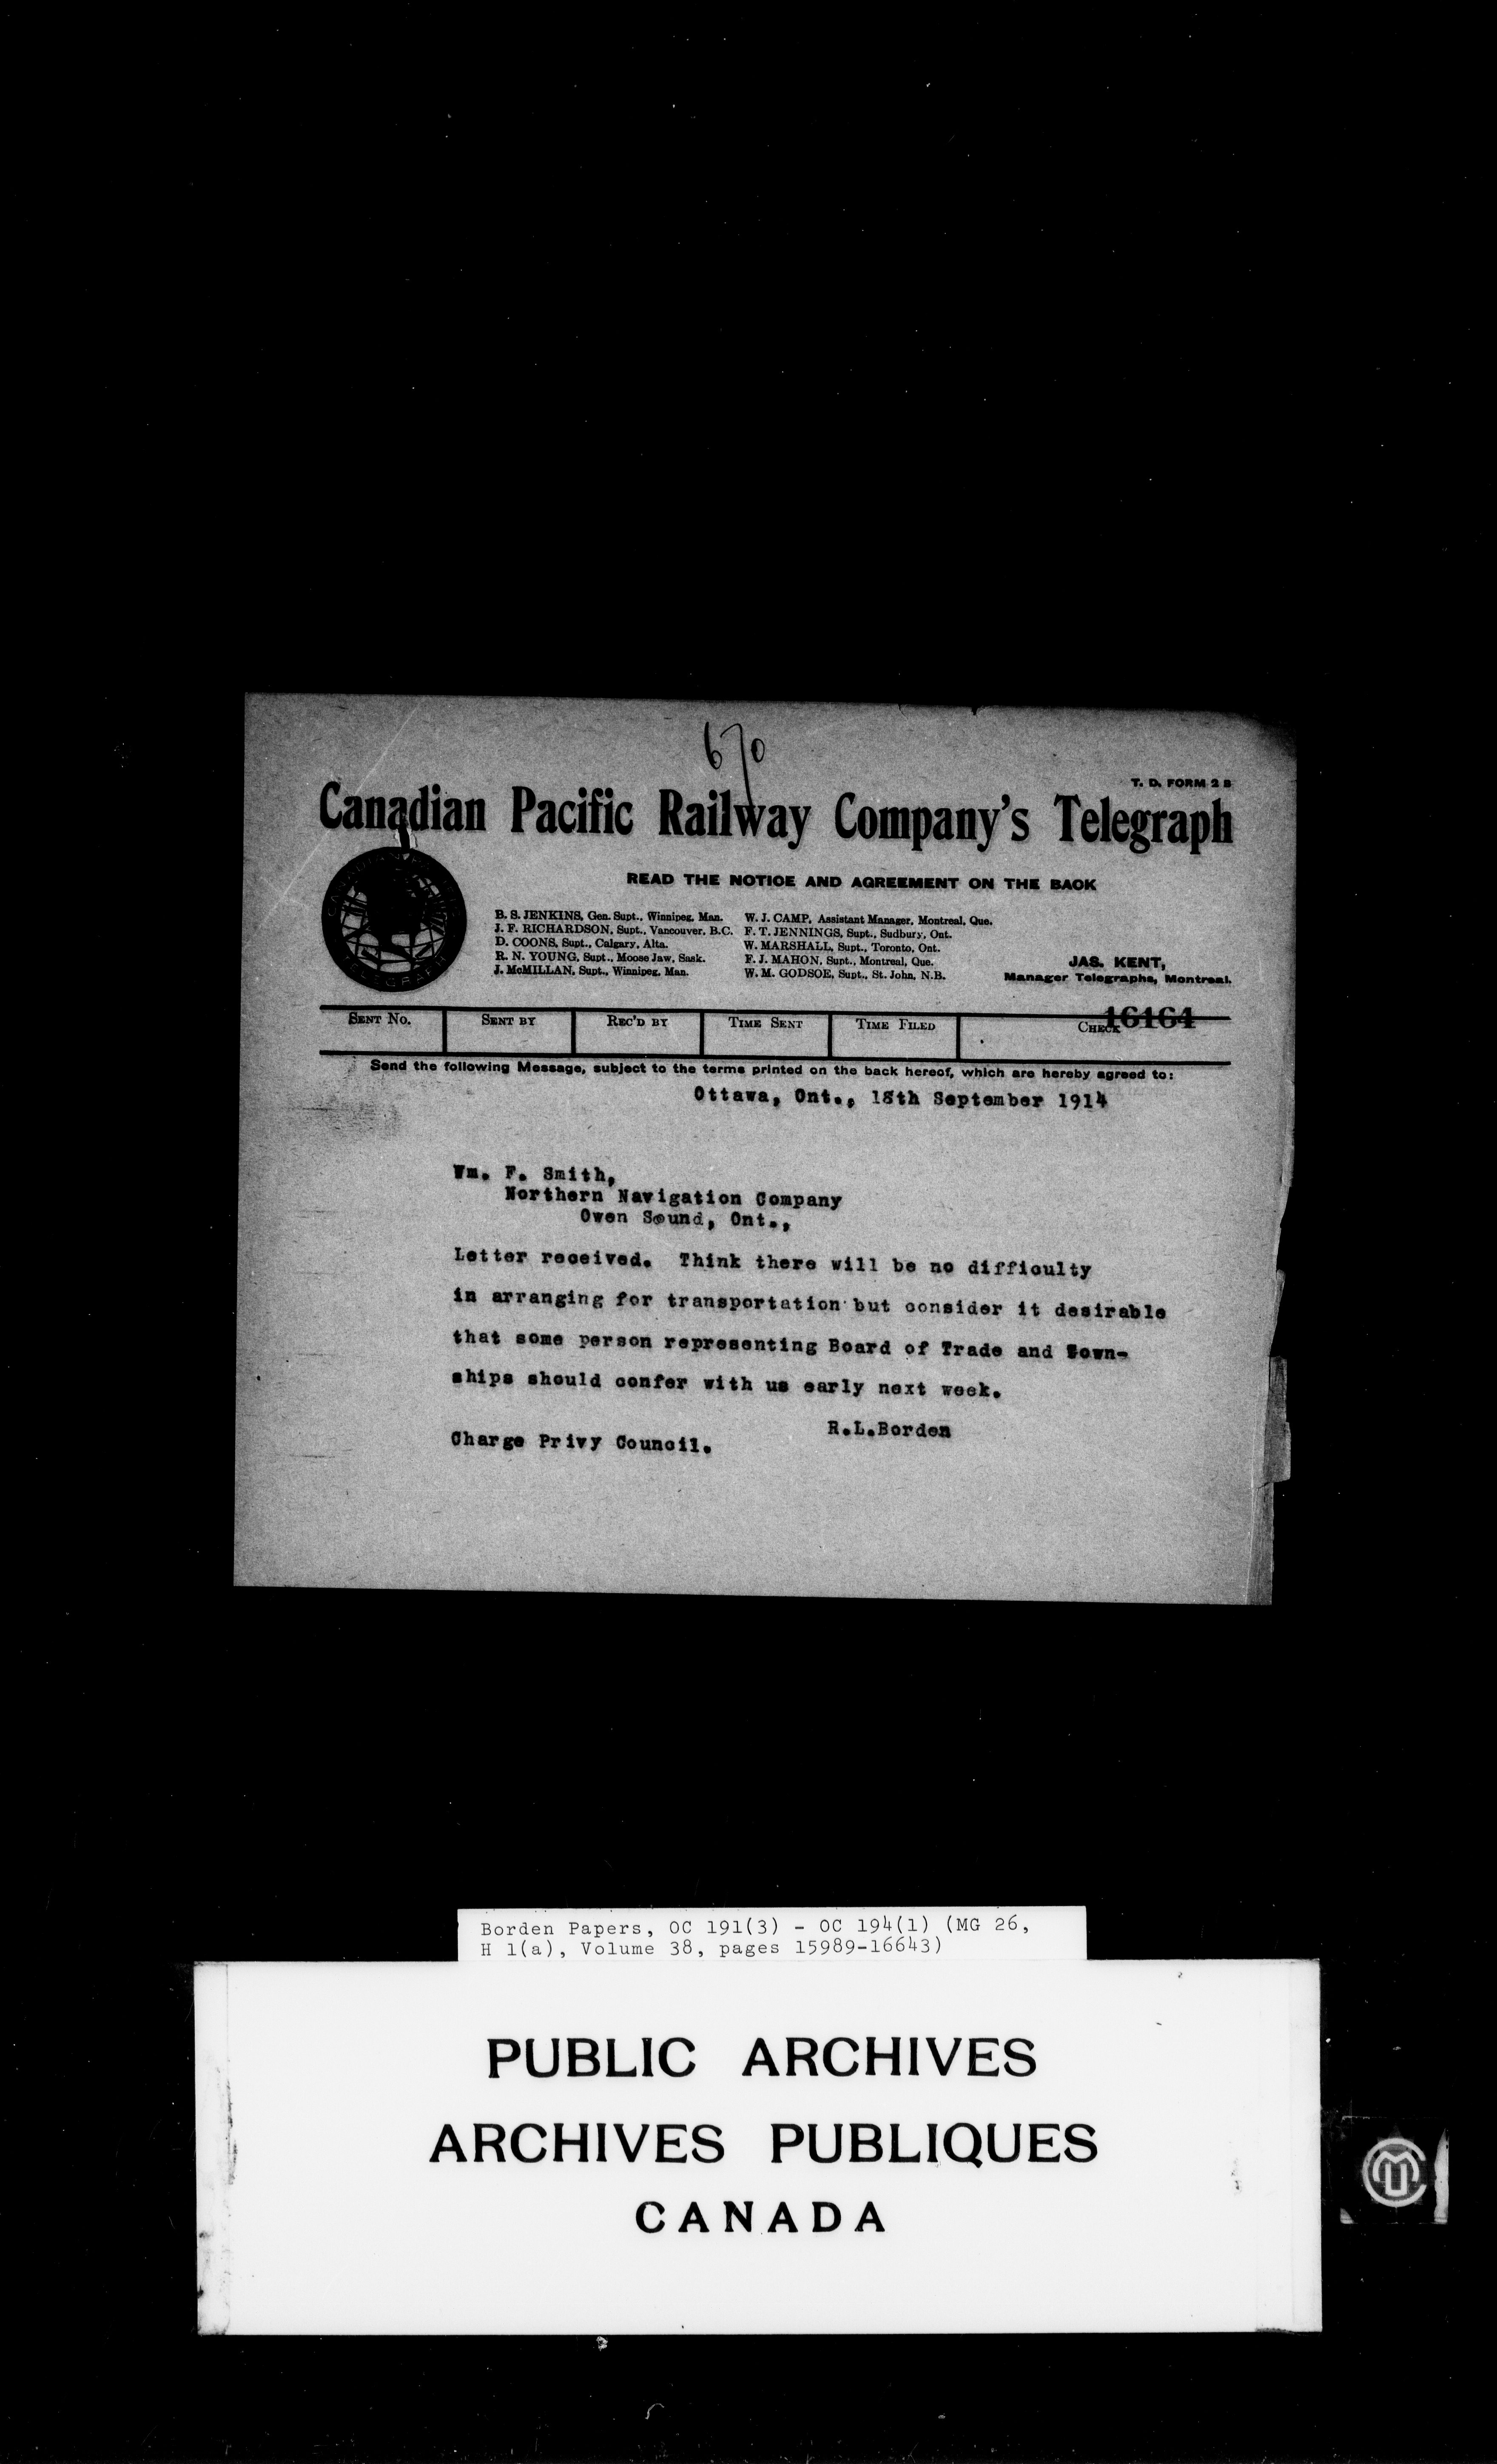 670
T. D. FORM 2 B
Canadian Pacific Railway Company's Telegraph
READ THE NOTICE AND AGREEMENT ON THE BACK
B. S. JENKINS, Gen. Supt., Winnipeg, Man.
J. F. RICHARDSON, Supt., Vancouver, B.C.
D. COONS, Supt., Calgary, Alta.
R. N. YOUNG, Supt., Moose Jaw, Sask.
J. McMILLAN, Supt., Winnipeg, Man.
W. J. CAMP, Assistant Manager, Montreal, Que.
F. T. JENNINGS, Supt., Sudbury, Ont.
W. MARSHALL, Supt., Toronto, Ont.
F. J. MAHON, Supt., Montreal, Que.
W. M. GODSOE, Supt., St. John, N.B.
JAS. KENT,
Manager Telegraphs, Montreal.
16164
SENT No. SENT BY REC'D BY TIME SENT TIME FILED CHECK
Send the following Message, subject to the terms printed on the back hereof, which are hereby agreed to:
Ottawa, Ont., 18th September 1914
Wm. F. Smith,
Northern Navigation Company
Owen Sound, Ont.,
Letter received. Think there will be no difficulty
in arranging for transportation but consider it desirable
that some person representing Board of Trade and Town-
ships should confer with us early next week.
R.L.Borden
Charge Privy Council.
Borden Papers, OC 191(3) - OC 194(1) (MG 26,
H 1(a), Volume 38, pages 15989-16643)
PUBLIC ARCHIVES
ARCHIVES PUBLIQUES
CANADA